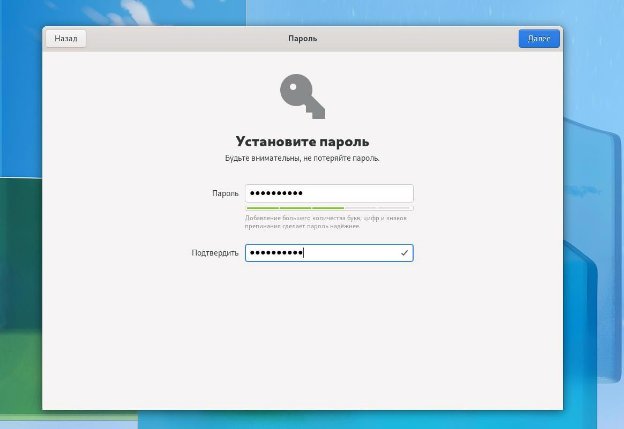 Назад
Пароль
Далее
Установите пароль
Будьте внимательны, не потеряйте пароль.
Пароль
Добавление большего количества букв, цифр и знаков
препинания сделает пароль надёжнее.
Подтвердить